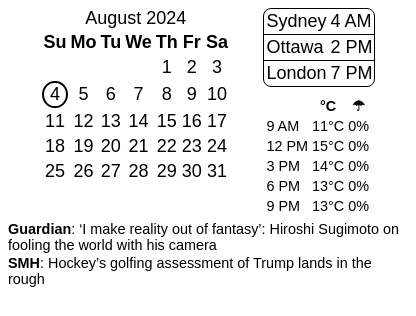 August 2024
Su Mo Tu We Th Fr Sa
1 2 3
4 5 6 7 8 9 10
11 12 13 14 15 16 17
18 19 20 21 22 23 24
25 26 27 28 29 30 31
Sydney 4 AM
Ottawa 2 PM
London 7 PM
°C ☂
9 AM 11°C 0%
12 PM 15°C 0%
3 PM 14°C 0%
6 PM 13°C 0%
9 PM 13°C 0%
Guardian: ‘I make reality out of fantasy’: Hiroshi Sugimoto on
fooling the world with his camera
SMH: Hockey’s golfing assessment of Trump lands in the
rough